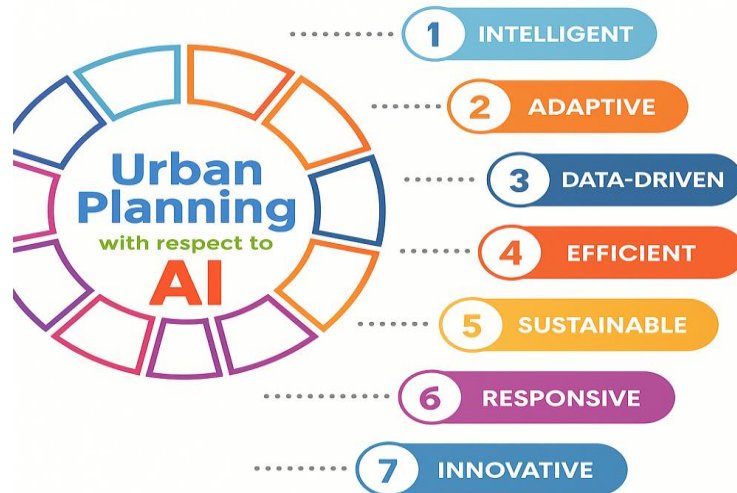 Urban
Planning
with respect to
AI
1 INTELLIGENT
2 ADAPTIVE
3 DATA-DRIVEN
4 EFFICIENT
5 SUSTAINABLE
6 RESPONSIVE
7 INNOVATIVE